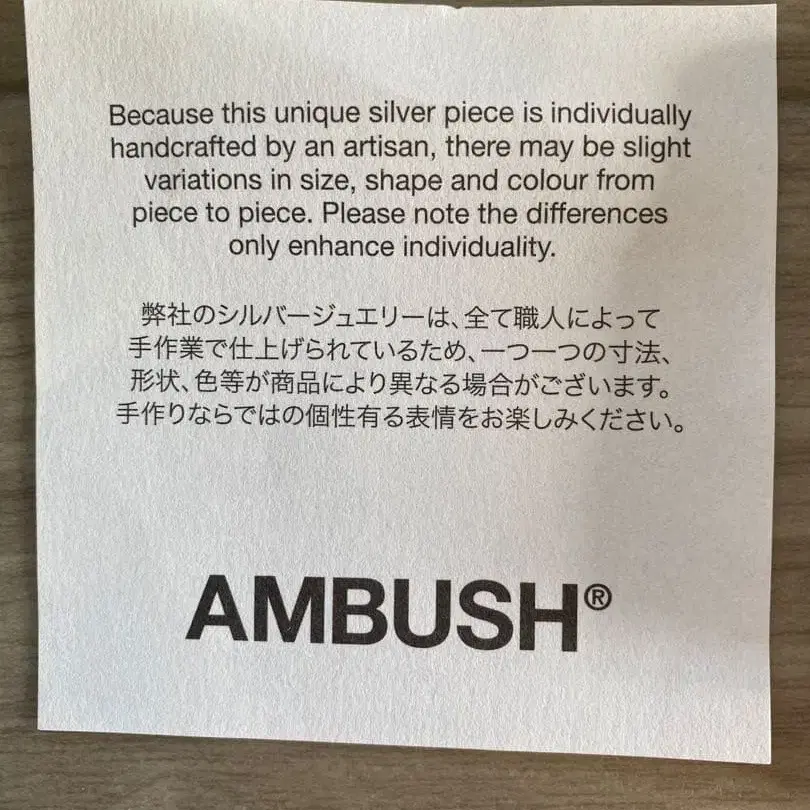 Because this unique silver piece is individually
handcrafted by an artisan, there may be slight
variations in size, shape and colour from
piece to piece. Please note the differences
only enhance individuality.
弊社のシルバージュエリーは、全て職人によって
手作業で仕上げられているため、一つ一つの寸法、
形状、色等が商品により異なる場合がございます。
手作りならではの個性有る表情をお楽しみください。
AMBUSH®